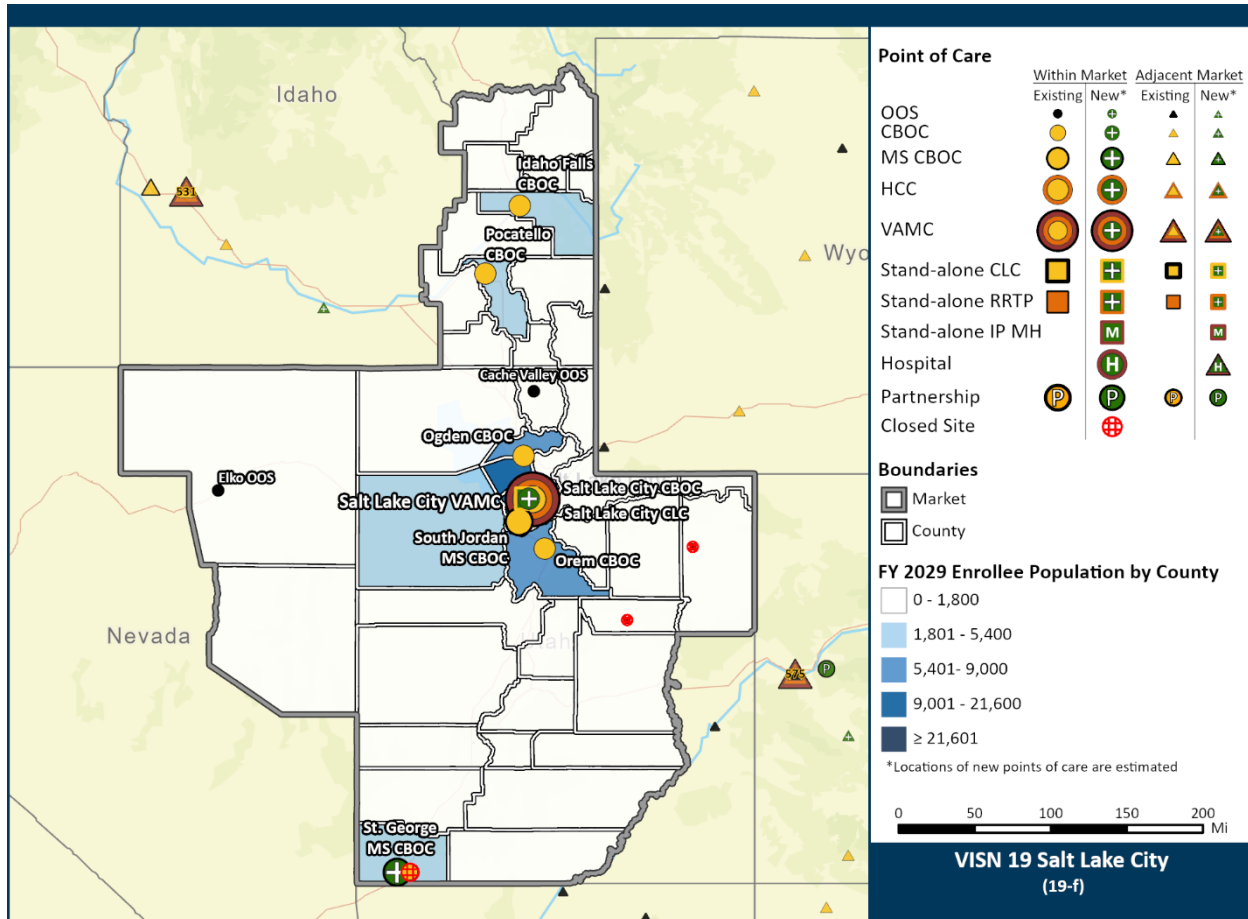 Idaho
Wyo
Nevada
Utah
531
575
P
Idaho Falls
CBOC
Pocatello
CBOC
Cache Valley OOS
Ogden CBOC
Elko OOS
Salt Lake City VAMC
Salt Lake City CBOC
Salt Lake City CLC
South Jordan
MS CBOC
Orem CBOC
St. George
MS CBOC
Point of Care
Within Market Adjacent Market
Existing New* Existing New*
OOS
CBOC
MS CBOC
HCC
VAMC
Stand-alone CLC
Stand-alone RRTP
Stand-alone IP MH M M
Hospital H H
Partnership P P P P
Closed Site
Boundaries
Market
County
FY 2029 Enrollee Population by County
0 - 1,800
1,801 - 5,400
5,401- 9,000
9,001 - 21,600
≥ 21,601
*Locations of new points of care are estimated
0 50 100 150 200
Mi
VISN 19 Salt Lake City
(19-f)